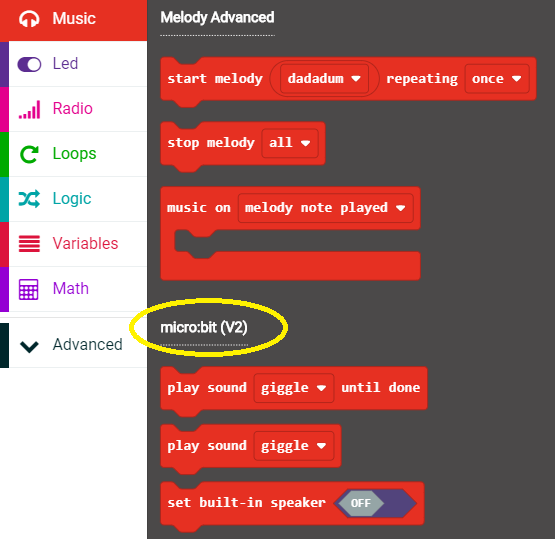 Music
Led
Radio
Loops
Logic
Variables
Math
Advanced
Melody Advanced
start melody dadadum repeating once
stop melody all
music on melody note played
micro:bit (V2)
play sound giggle until done
play sound giggle
set built-in speaker OFF